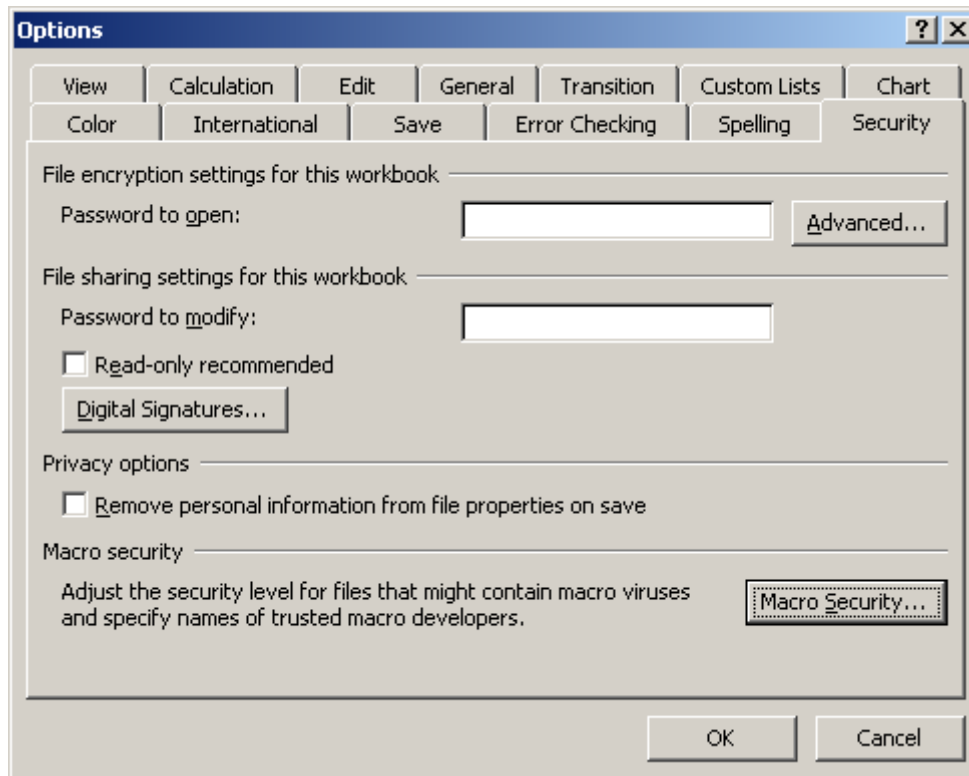 Options
View Calculation Edit General Transition Custom Lists Chart
Color International Save Error Checking Spelling Security
File encryption settings for this workbook
Password to open: Advanced...
File sharing settings for this workbook
Password to modify:
Read-only recommended
Digital Signatures...
Privacy options
Remove personal information from file properties on save
Macro security
Adjust the security level for files that might contain macro viruses
and specify names of trusted macro developers.
Macro Security...
OK Cancel